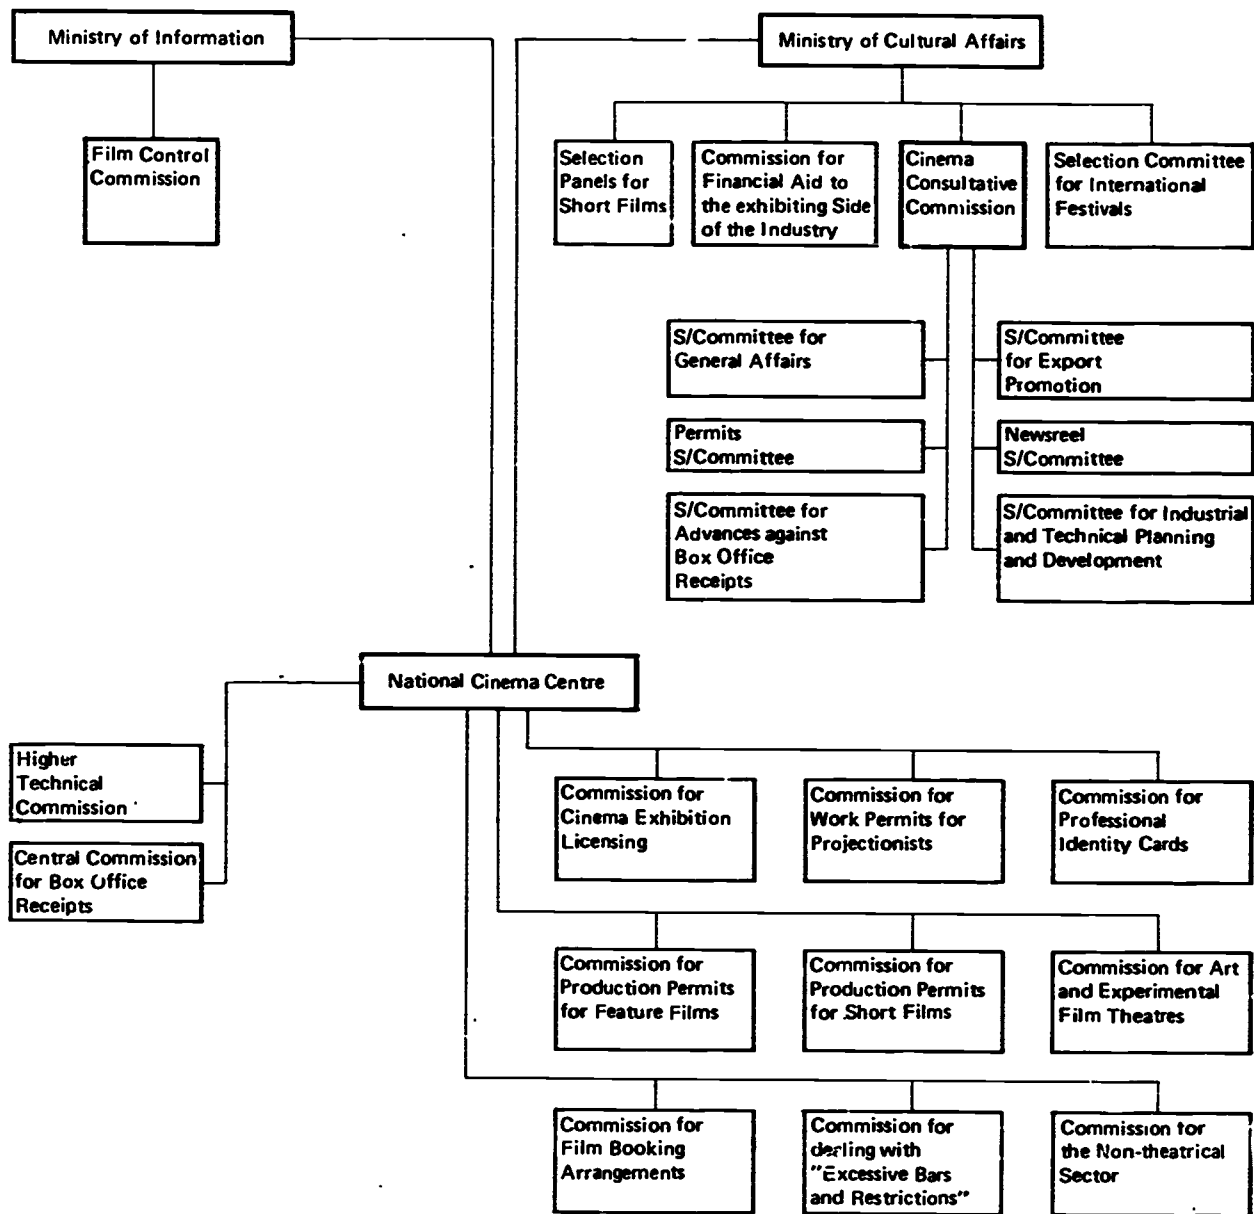 Ministry of Information
Ministry of Cultural Affairs
Film Control
Commission
Selection
Panels for
Short Films
Commission for
Financial Aid to
the exhibiting Side
of the Industry
Cinema
Consultative
Commission
Selection Committee
for International
Festivals
S/Committee for
General Affairs
S/Committee
for Export
Promotion
Permits
S/Committee
Newsreel
S/Committee
S/Committee for
Advances against
Box Office
Receipts
S/Committee for Industrial
and Technical Planning
and Development
National Cinema Centre
Higher
Technical
Commission
Central Commission
for Box Office
Receipts
Commission for
Cinema Exhibition
Licensing
Commission for
Work Permits for
Projectionists
Commission for
Professional
Identity Cards
Commission for
Production Permits
for Feature Films
Commission for
Production Permits
for Short Films
Commission for Art
and Experimental
Film Theatres
Commission for
Film Booking
Arrangements
Commission for
dealing with
"Excessive Bars
and Restrictions"
Commission for
the Non-theatrical
Sector